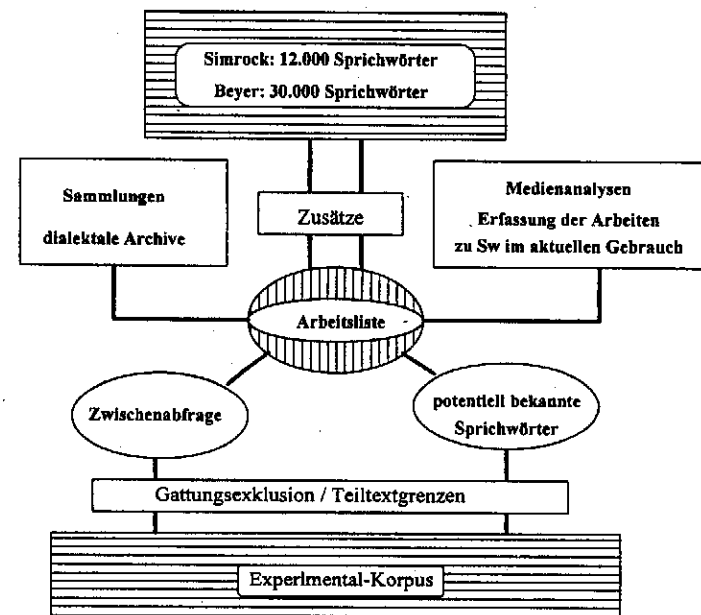 Simrock: 12.000 Sprichwörter
Beyer: 30.000 Sprichwörter
Sammlungen
dialektale Archive
Zusätze
Medienanalysen
Erfassung der Arbeiten
zu Sw im aktuellen Gebrauch
Arbeitsliste
Zwischenabfrage
potentiell bekannte
Sprichwörter
Gattungsexklusion / Teiltextgrenzen
Experimental-Korpus